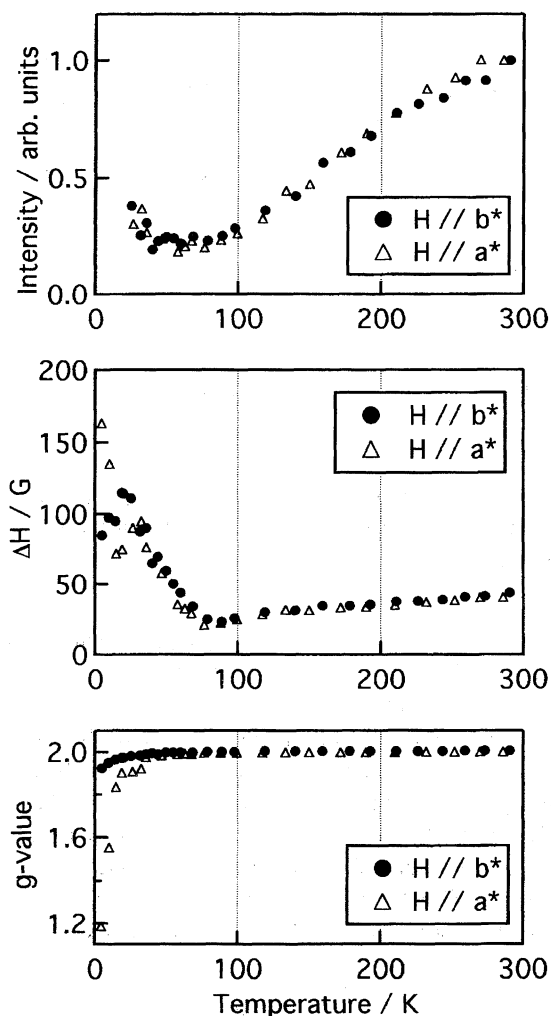 Intensity / arb. units
1.0
0.5
0.0
H // b*
H // a*
0 100 200 300
ΔH / G
200
150
100
50
0
H // b*
H // a*
0 100 200 300
g-value
2.0
1.6
1.2
H // b*
H // a*
0 100 200 300
Temperature / K